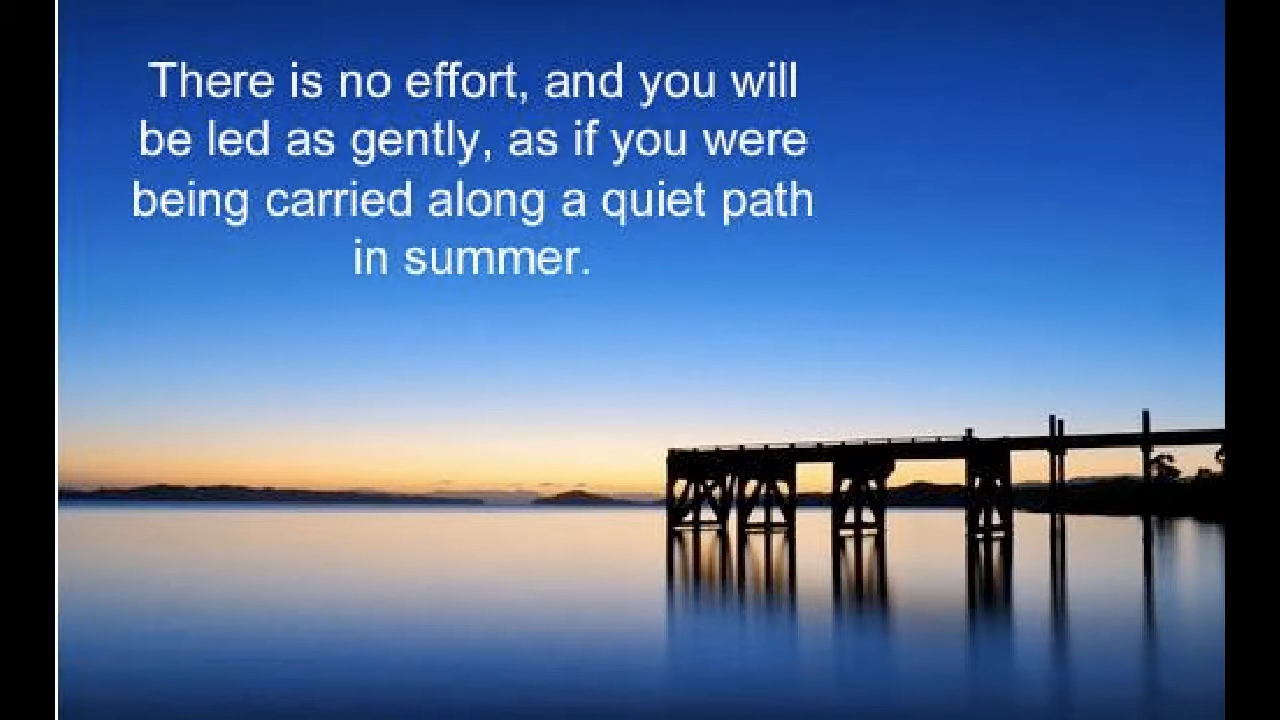 There is no effort, and you will
be led as gently, as if you were
being carried along a quiet path
in summer.